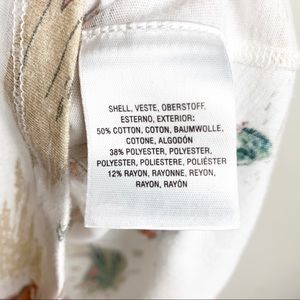 SHELL, VESTE, OBERSTOFF,
ESTERNO, EXTERIOR:
50% COTTON, COTON, BAUMWOLLE,
COTONE, ALGODÓN
38% POLYESTER, POLYESTER,
POLYESTER, POLIESTERE, POLIÉSTER
12% RAYON, RAYONNE, REYON,
RAYON, RAYÓN